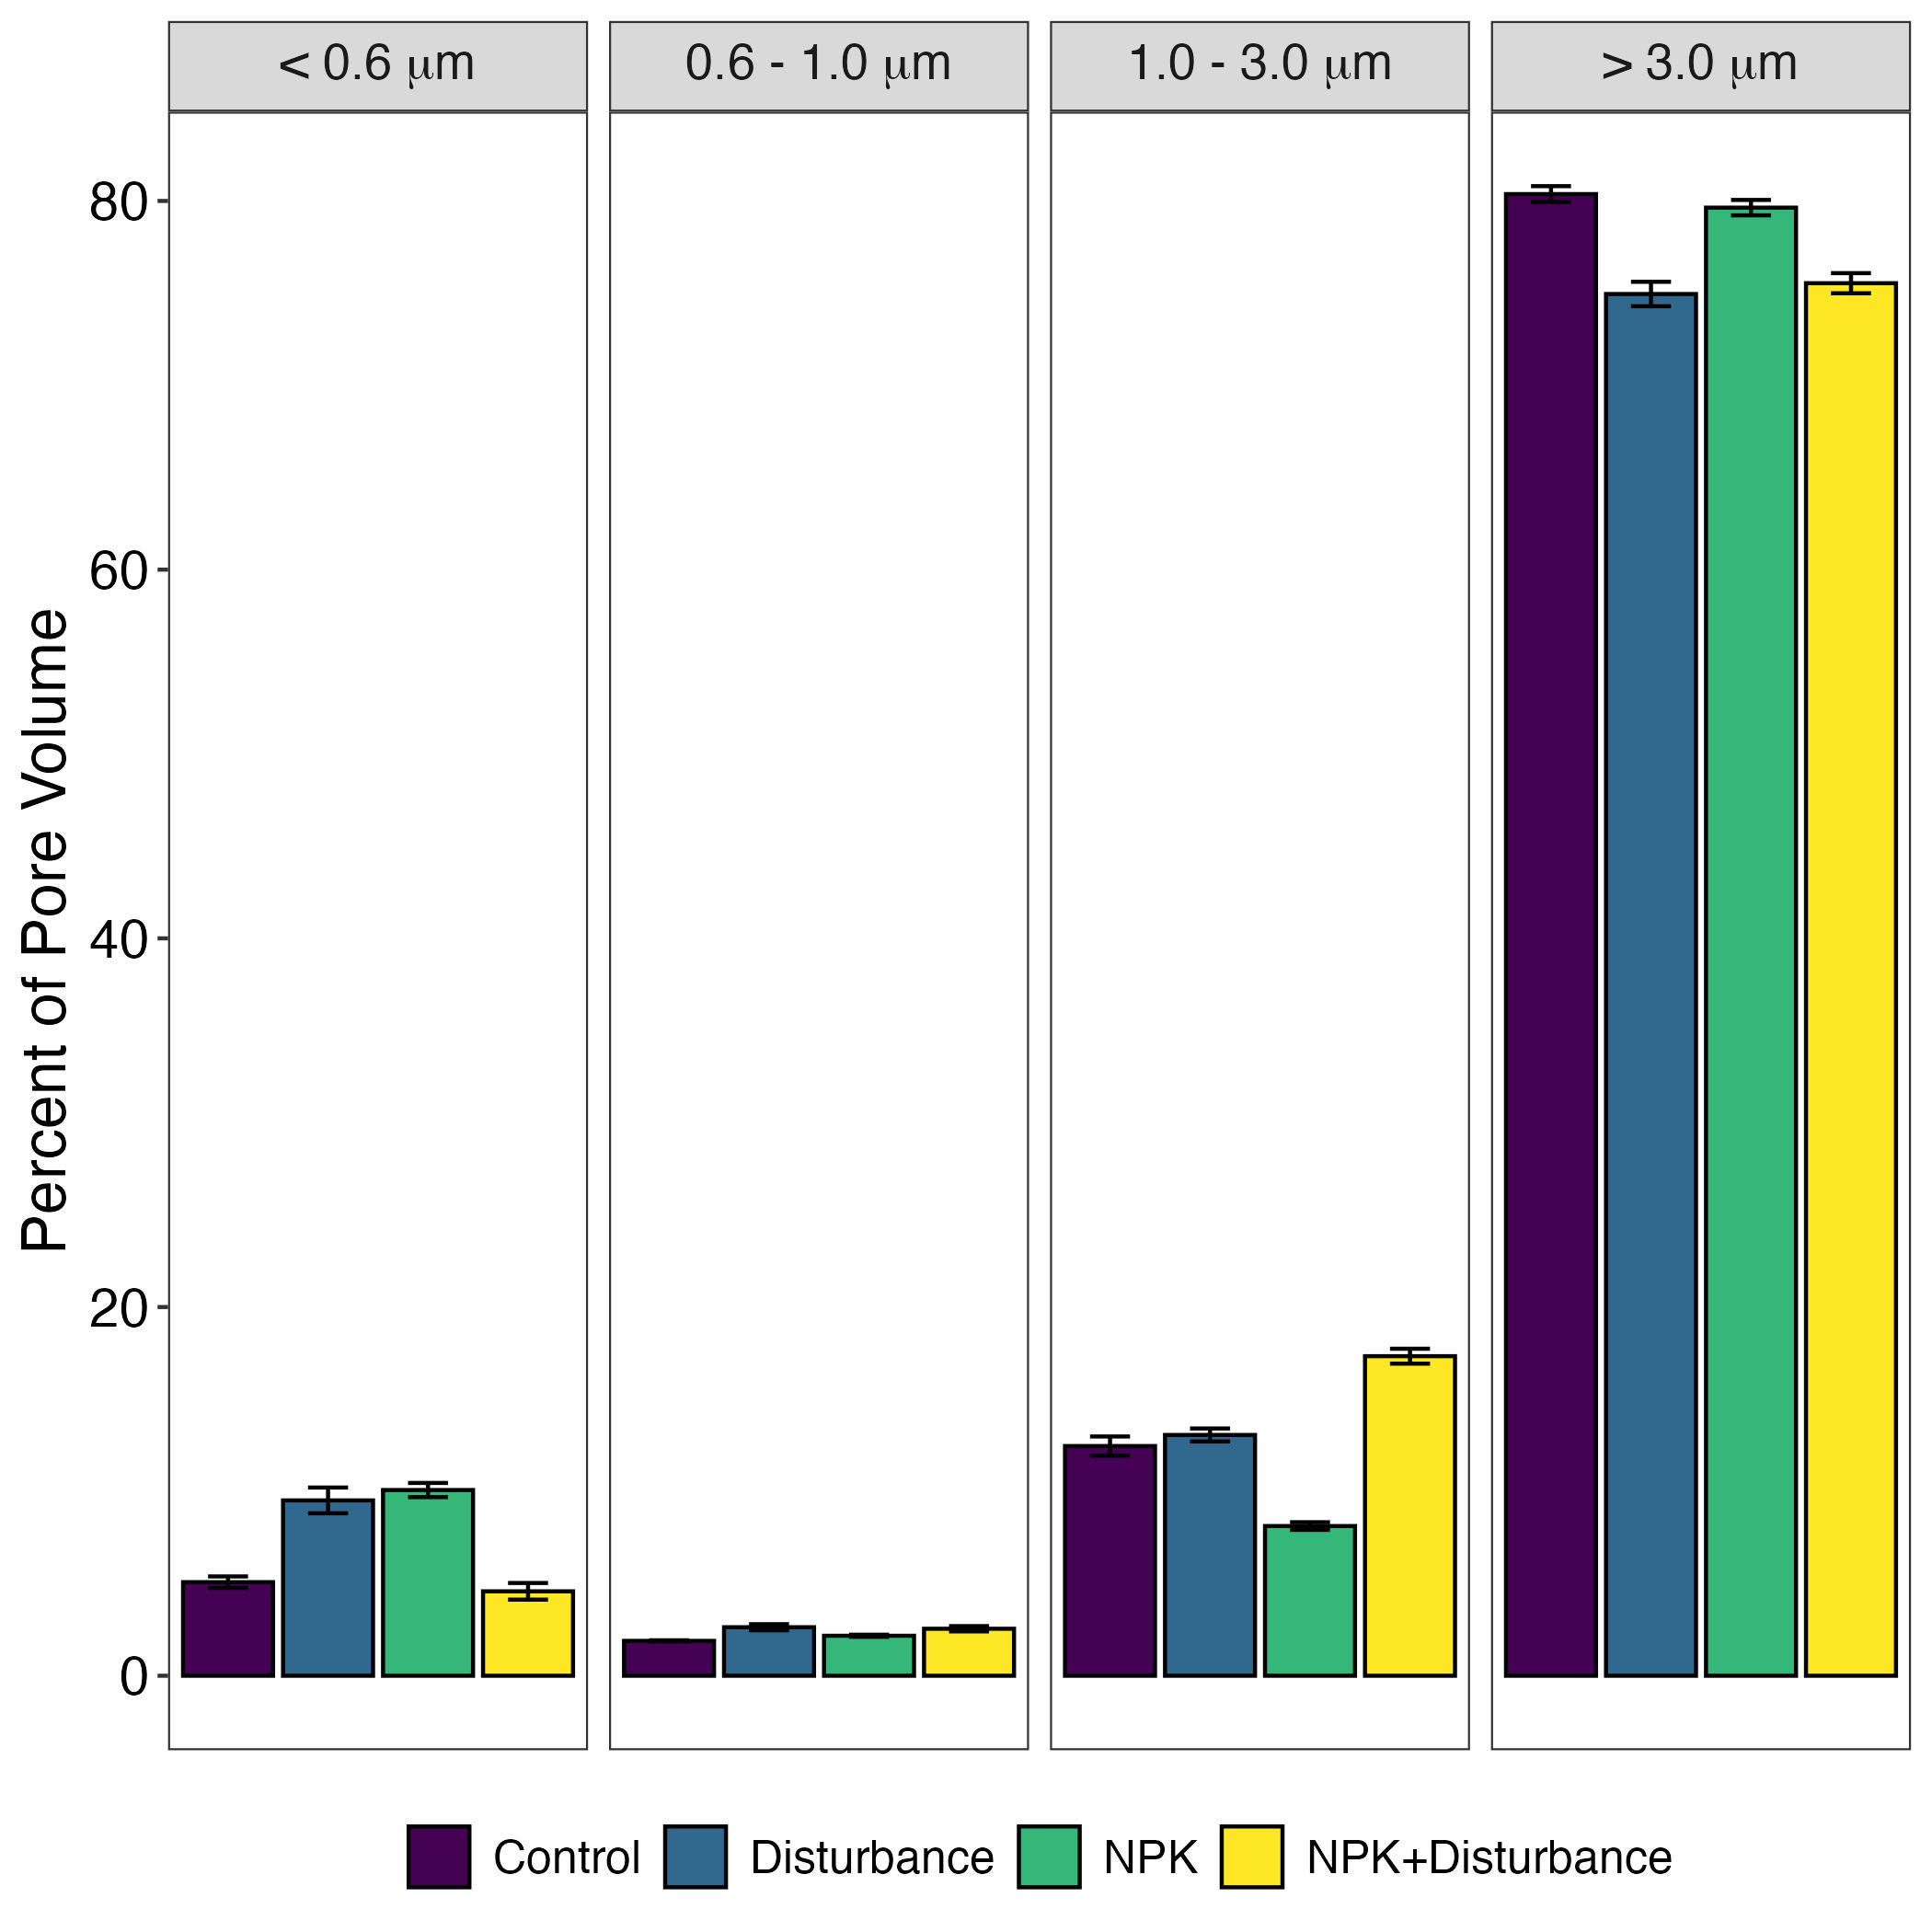 < 0.6 μm
0.6 - 1.0 μm
1.0 - 3.0 μm
> 3.0 μm
Percent of Pore Volume
80
60
40
20
0
Control
Disturbance
NPK
NPK+Disturbance